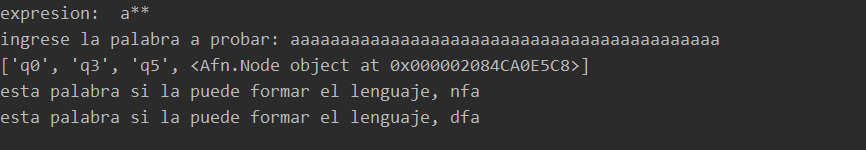 expresion:  a**
ingrese la palabra a probar: aaaaaaaaaaaaaaaaaaaaaaaaaaaaaaaaaaaaaaaaaaa
['q0', 'q3', 'q5', <Afn.Node object at 0x000002084CA0E5C8>]
esta palabra si la puede formar el lenguaje, nfa
esta palabra si la puede formar el lenguaje, dfa